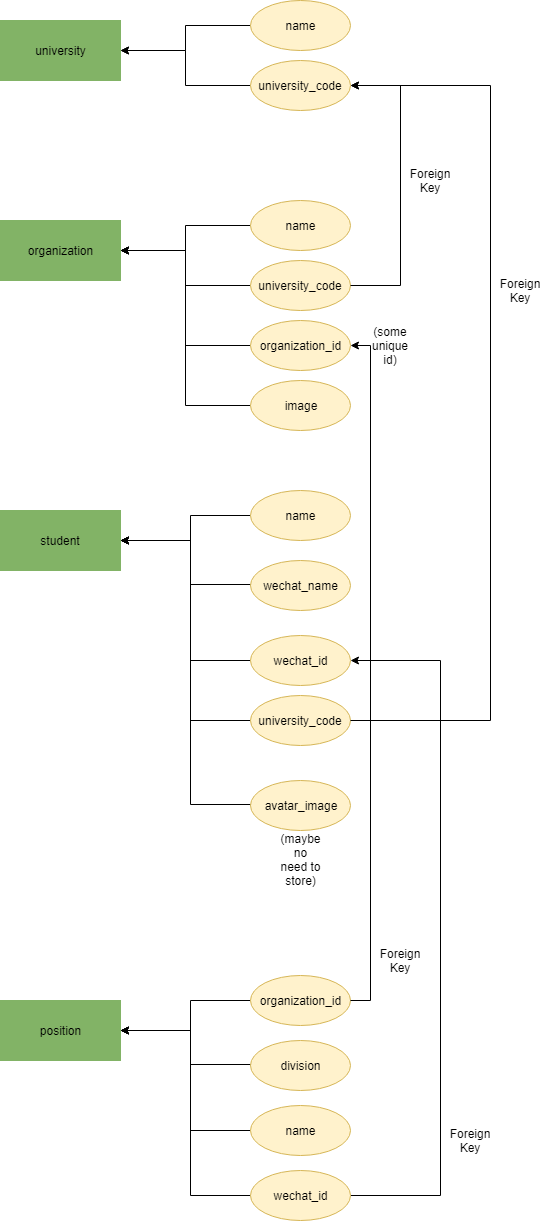 name
university
university_code
Foreign
Key
name
organization
university_code
Foreign
Key
organization_id
(some
unique
id)
image
name
student
wechat_name
wechat_id
university_code
avatar_image
(maybe
no
need to
store)
Foreign
Key
organization_id
position
division
name
Foreign
Key
wechat_id